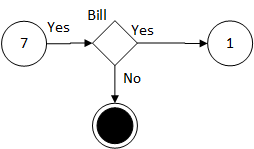 Bill
Yes
Yes
7
1
No